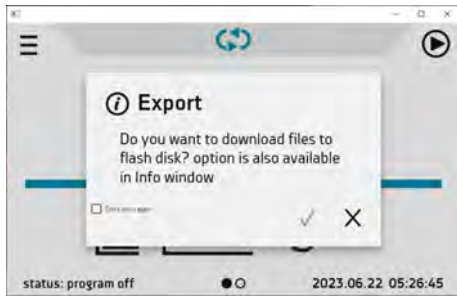 Export
Do you want to download files to
flash disk? option is also available
in Info window
status: program off
2023.06.22 05:26:45